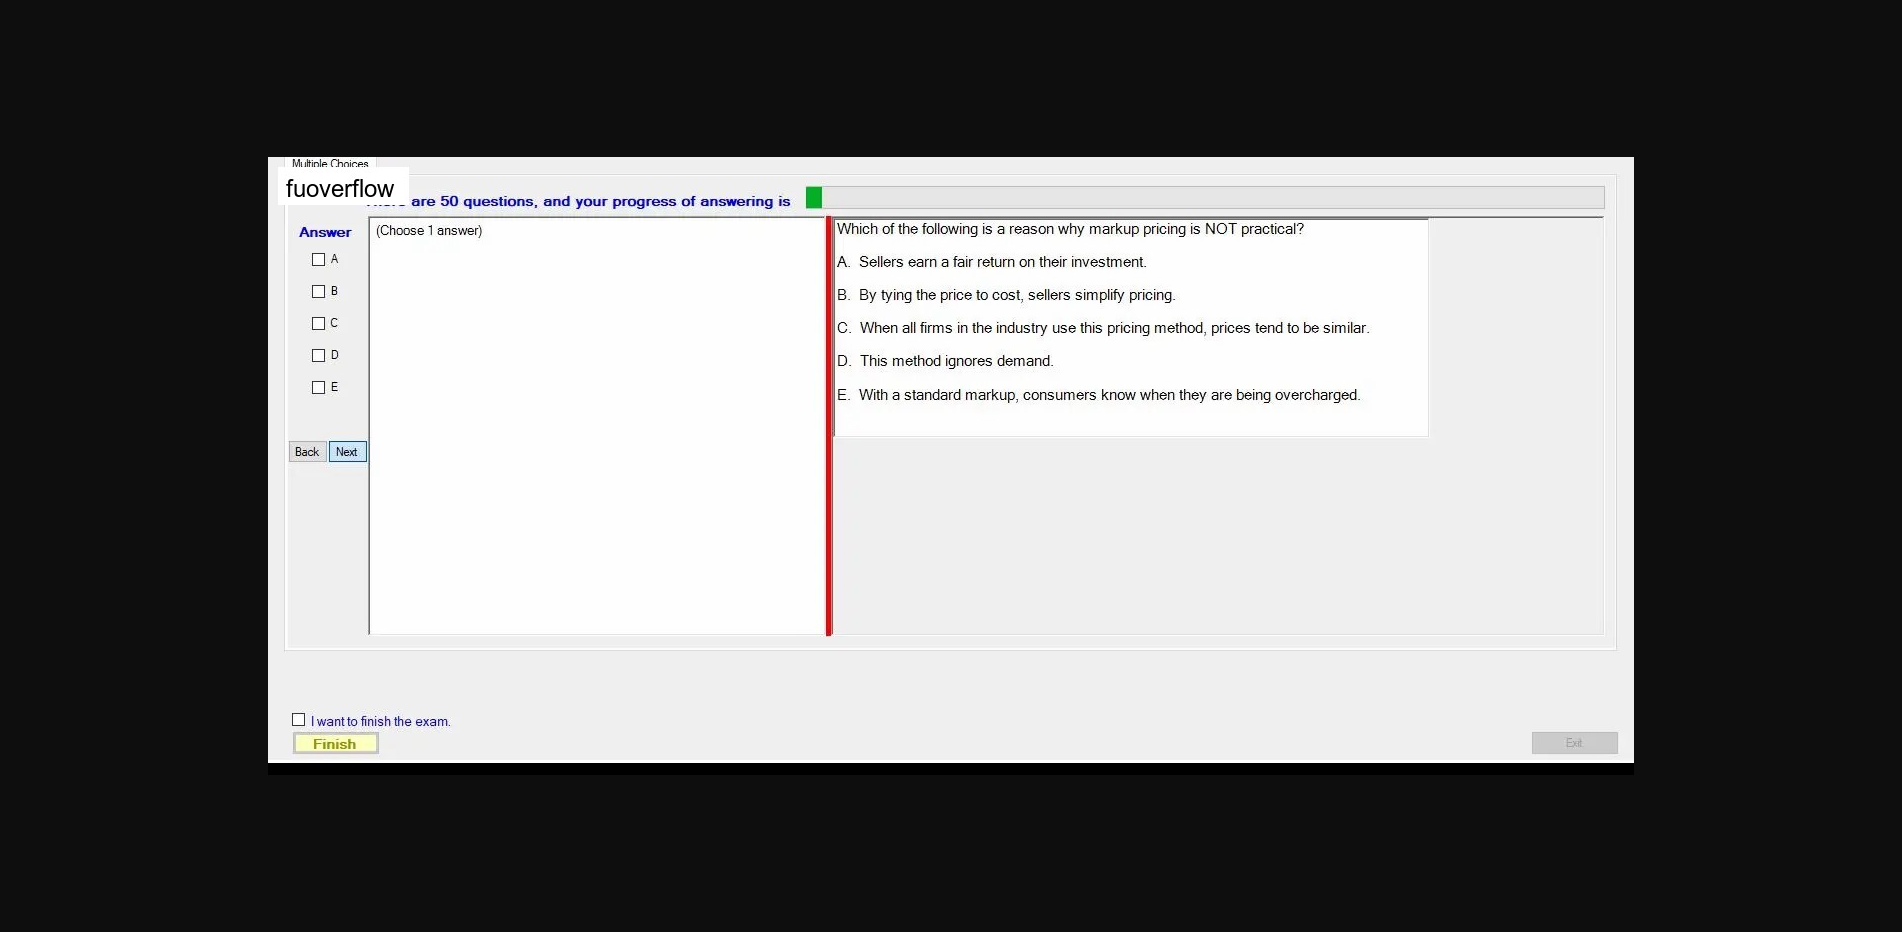 Multiple Choices
fuoverflow
are 50 questions, and your progress of answering is
Answer
(Choose 1 answer)
A
B
C
D
E
Back Next
Which of the following is a reason why markup pricing is NOT practical?
A. Sellers earn a fair return on their investment.
B. By tying the price to cost, sellers simplify pricing.
C. When all firms in the industry use this pricing method, prices tend to be similar.
D. This method ignores demand.
E. With a standard markup, consumers know when they are being overcharged.
I want to finish the exam.
Finish
Exit